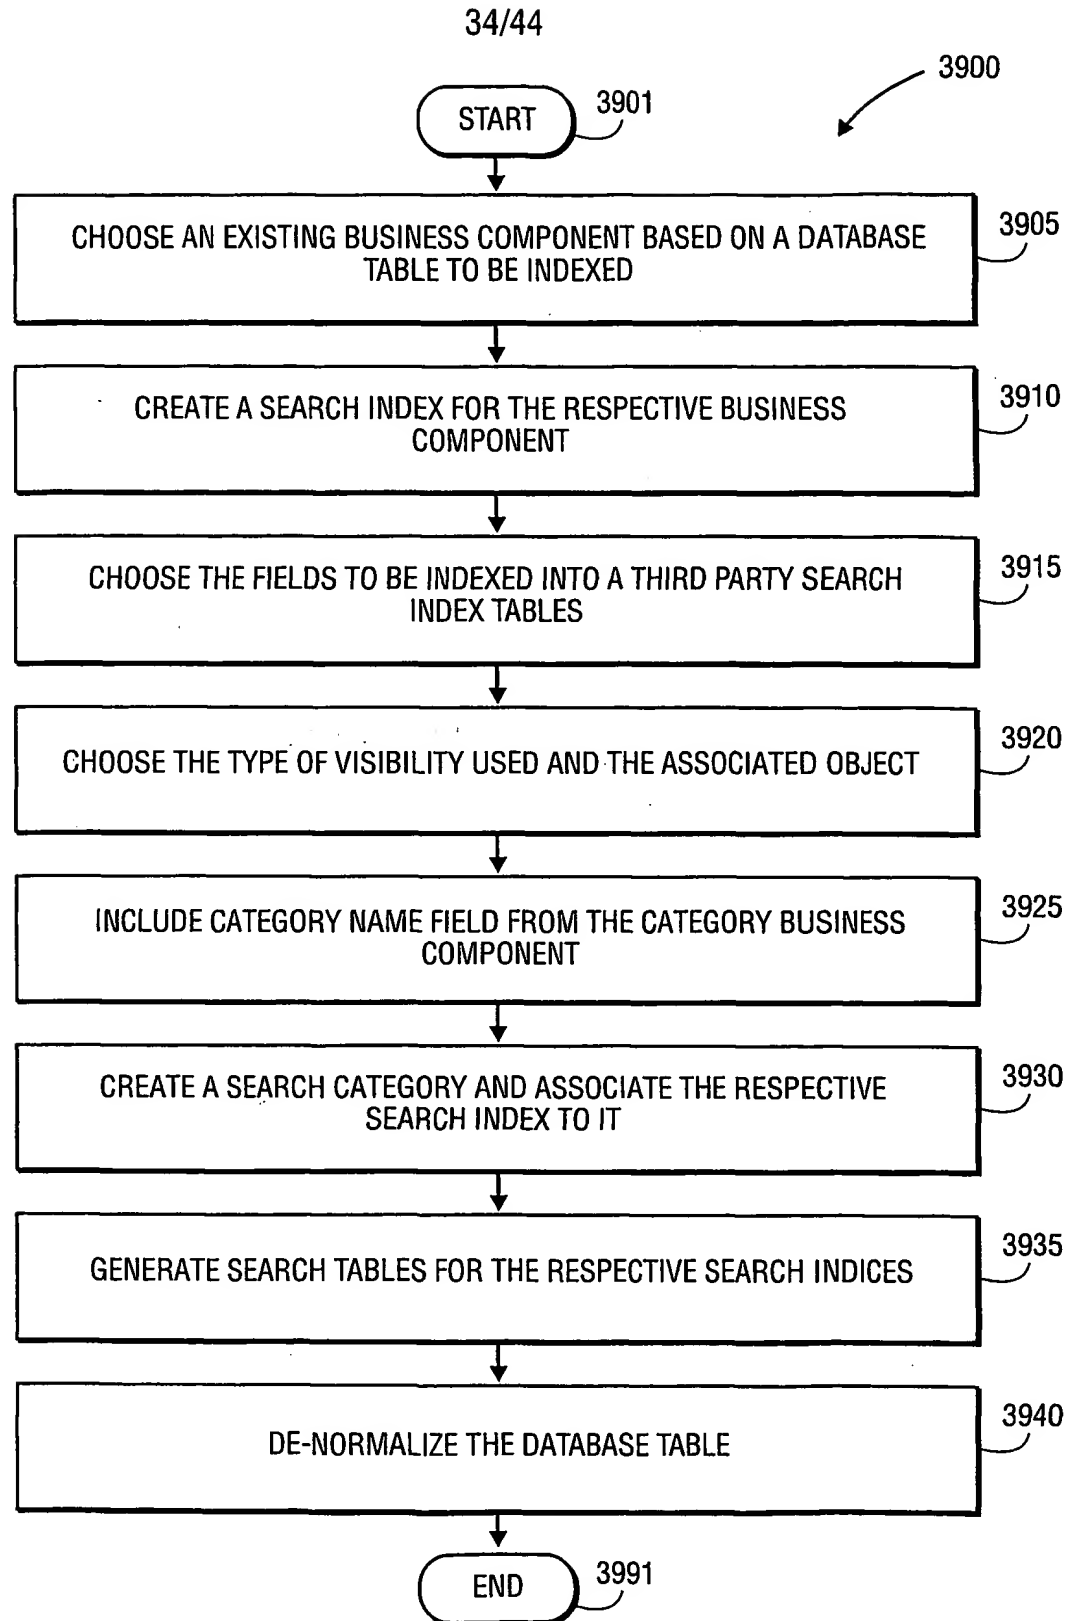 34/44
3900
START
3901
CHOOSE AN EXISTING BUSINESS COMPONENT BASED ON A DATABASE
TABLE TO BE INDEXED
3905
CREATE A SEARCH INDEX FOR THE RESPECTIVE BUSINESS
COMPONENT
3910
CHOOSE THE FIELDS TO BE INDEXED INTO A THIRD PARTY SEARCH
INDEX TABLES
3915
CHOOSE THE TYPE OF VISIBILITY USED AND THE ASSOCIATED OBJECT
3920
INCLUDE CATEGORY NAME FIELD FROM THE CATEGORY BUSINESS
COMPONENT
3925
CREATE A SEARCH CATEGORY AND ASSOCIATE THE RESPECTIVE
SEARCH INDEX TO IT
3930
GENERATE SEARCH TABLES FOR THE RESPECTIVE SEARCH INDICES
3935
DE-NORMALIZE THE DATABASE TABLE
3940
END
3991